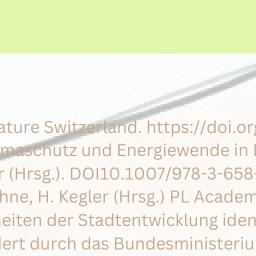 ature Switzerland. https://doi.or
maschutz und Energiewende in
(Hrsg.). DOI10.1007/978-3-658-
hne, H. Kegler (Hrsg.) PL Academ
eiten der Stadtentwicklung iden
dert durch das Bundesministeriu